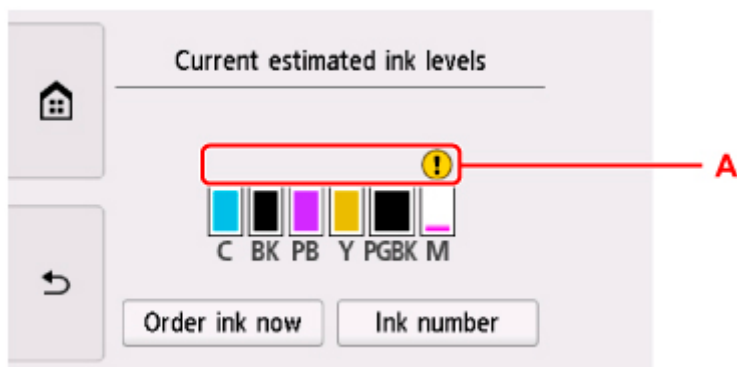 Current estimated ink levels
!
A
C BK PB Y PGBK M
Order ink now Ink number